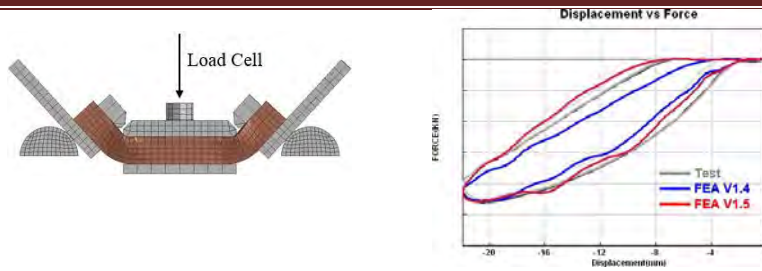 Load Cell
Displacement vs Force
FORCE(KN)
Test
FEA V1.4
FEA V1.5
-20
-16
-12
-8
-4
Displacement(mm)